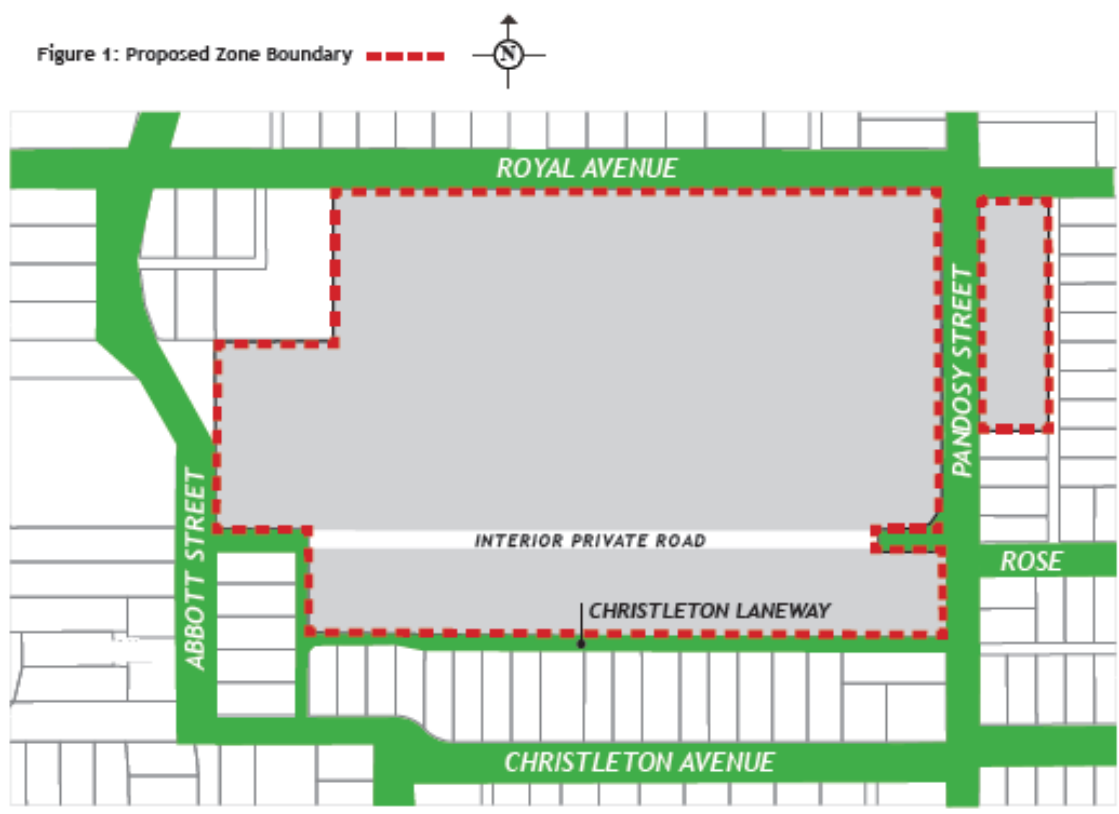 Figure 1: Proposed Zone Boundary
N
ROYAL AVENUE
PANDOSY STREET
ABBOTT STREET
INTERIOR PRIVATE ROAD
ROSE
CHRISTLETON LANEWAY
CHRISTLETON AVENUE